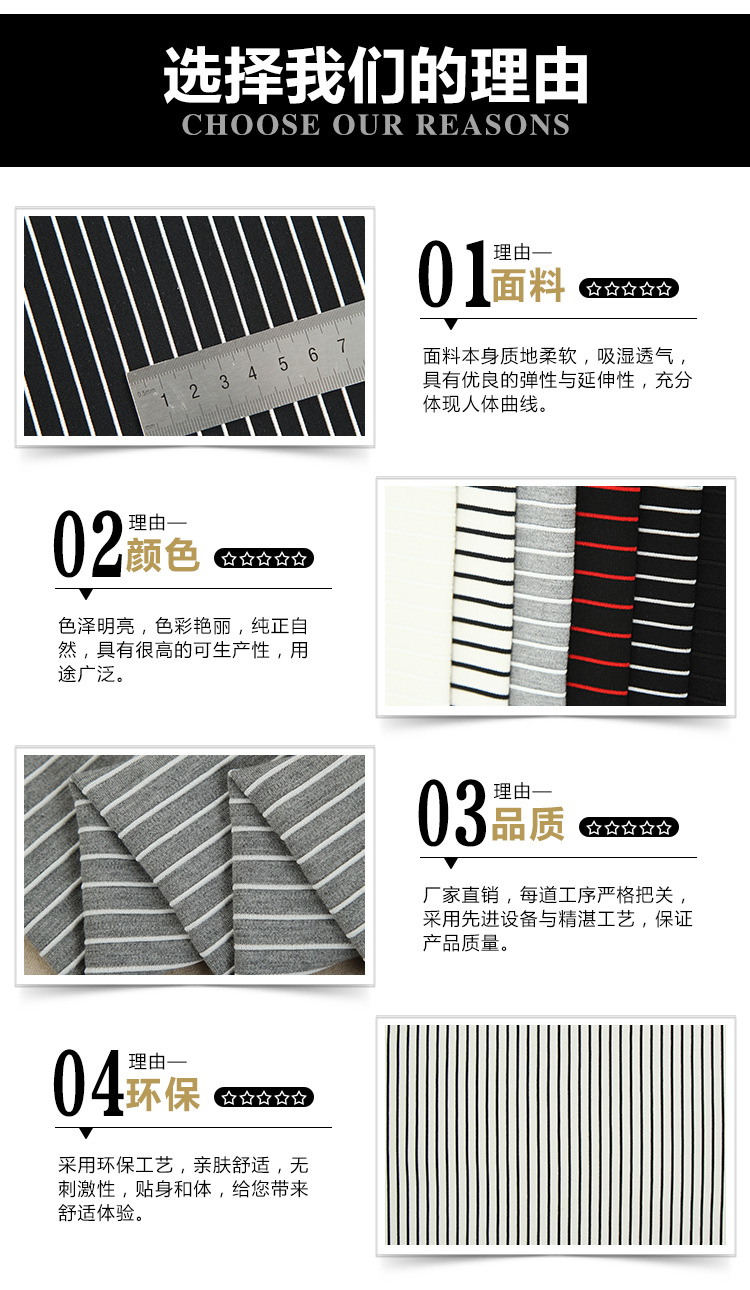 选择我们的理由
CHOOSE OUR REASONS
01 理由—
面料
面料本身质地柔软，吸湿透气，
具有优良的弹性与延伸性，充分
体现人体曲线。
0.5mm 1 2 3 4 5 6 7
02 理由—
颜色
色泽明亮，色彩艳丽，纯正自
然，具有很高的可生产性，用
途广泛。
03 理由—
品质
厂家直销，每道工序严格把关，
采用先进设备与精湛工艺，保证
产品质量。
04 理由—
环保
采用环保工艺，亲肤舒适，无
刺激性，贴身和体，给您带来
舒适体验。